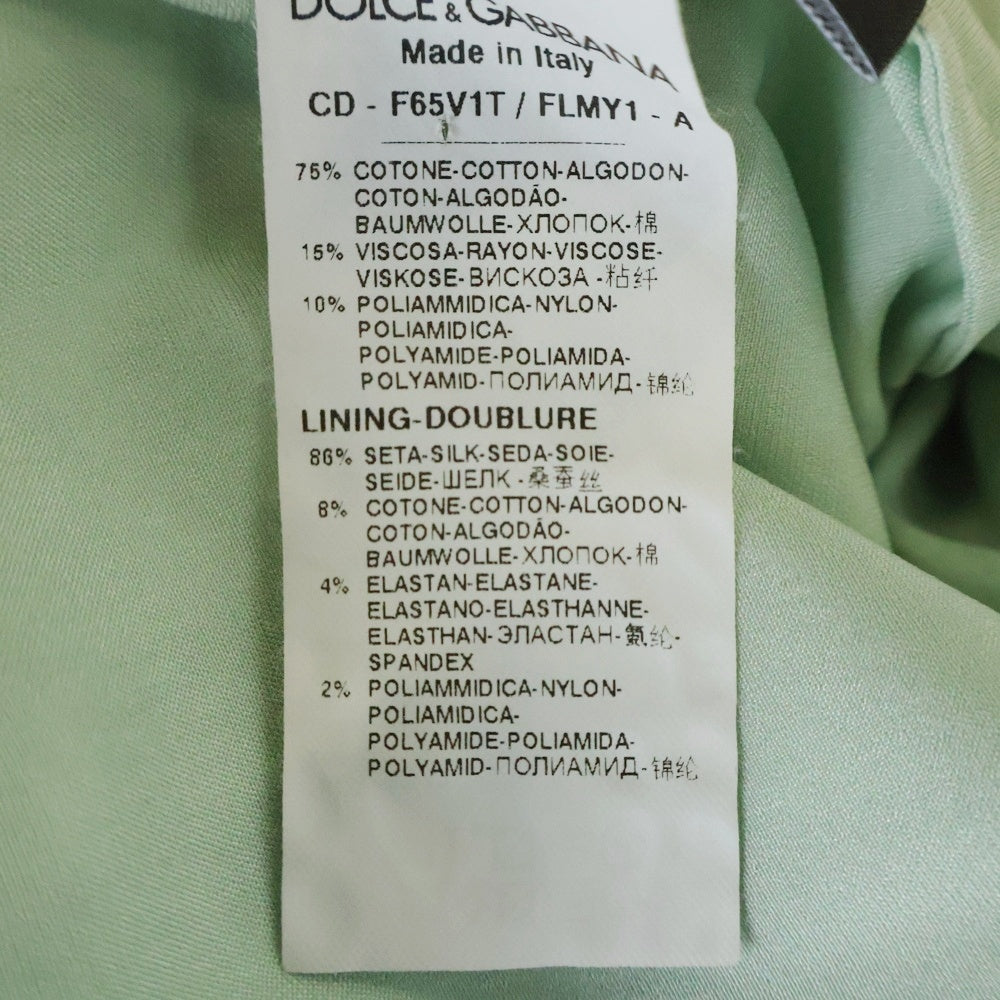 DOLCE & GABBANA
Made in Italy
CD - F65V1T / FLMY1 - A
75% COTONE-COTTON-ALGODON-
COTON-ALGODÃO-
BAUMWOLLE-ХЛОПОК-棉
15% VISCOSA-RAYON-VISCOSE-
VISKOSE-ВИСКОЗА -粘纤
10% POLIAMMIDICA-NYLON-
POLIAMIDICA-
POLYAMIDE-POLIAMIDA-
POLYAMID-ПОЛИАМИД-锦纶
LINING-DOUBLURE
86% SETA-SILK-SEDA-SOIE-
SEIDE-ШЕЛК -桑蚕丝
8% COTONE-COTTON-ALGODON-
COTON-ALGODÃO-
BAUMWOLLE-ХЛОПОК-棉
4% ELASTAN-ELASTANE-
ELASTANO-ELASTHANNE-
ELASTHAN-ЭЛАСТАН-氨纶-
SPANDEX
2% POLIAMMIDICA-NYLON-
POLIAMIDICA-
POLYAMIDE-POLIAMIDA-
POLYAMID-ПОЛИАМИД-锦纶